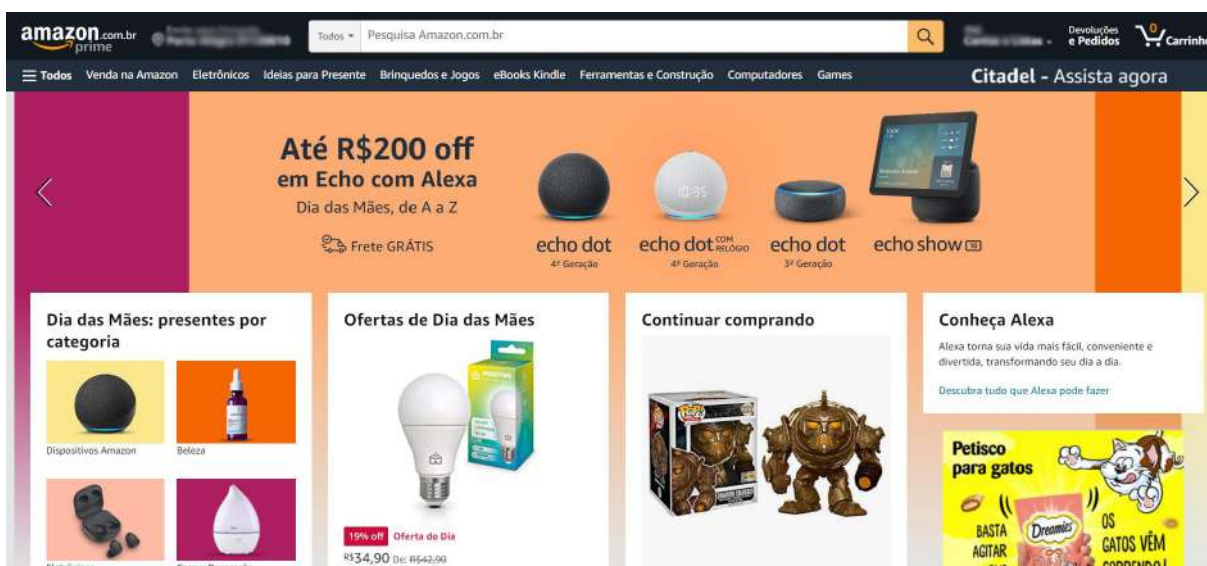 amazon.com.br
prime
Todos
Pesquisa Amazon.com.br
Devoluções
e Pedidos
0
Carrinho
Todos
Venda na Amazon
Eletrônicos
Ideias para Presente
Brinquedos e Jogos
eBooks Kindle
Ferramentas e Construção
Computadores
Games
Citadel - Assista agora
Até R$200 off
em Echo com Alexa
Dia das Mães, de A a Z
Frete GRÁTIS
10:35
echo dot
4ª Geração
echo dot COM RELÓGIO
4ª Geração
echo dot
3ª Geração
echo show 10
Dia das Mães: presentes por
categoria
Dispositivos Amazon
Beleza
Ofertas de Dia das Mães
POSITIVO
19% off Oferta do Dia
R$34,90 De: R$42,90
Continuar comprando
POP!
Conheça Alexa
Alexa torna sua vida mais fácil, conveniente e
divertida, transformando seu dia a dia.
Descubra tudo que Alexa pode fazer
Petisco
para gatos
BASTA
AGITAR
Dreamies
OS
GATOS VÊM